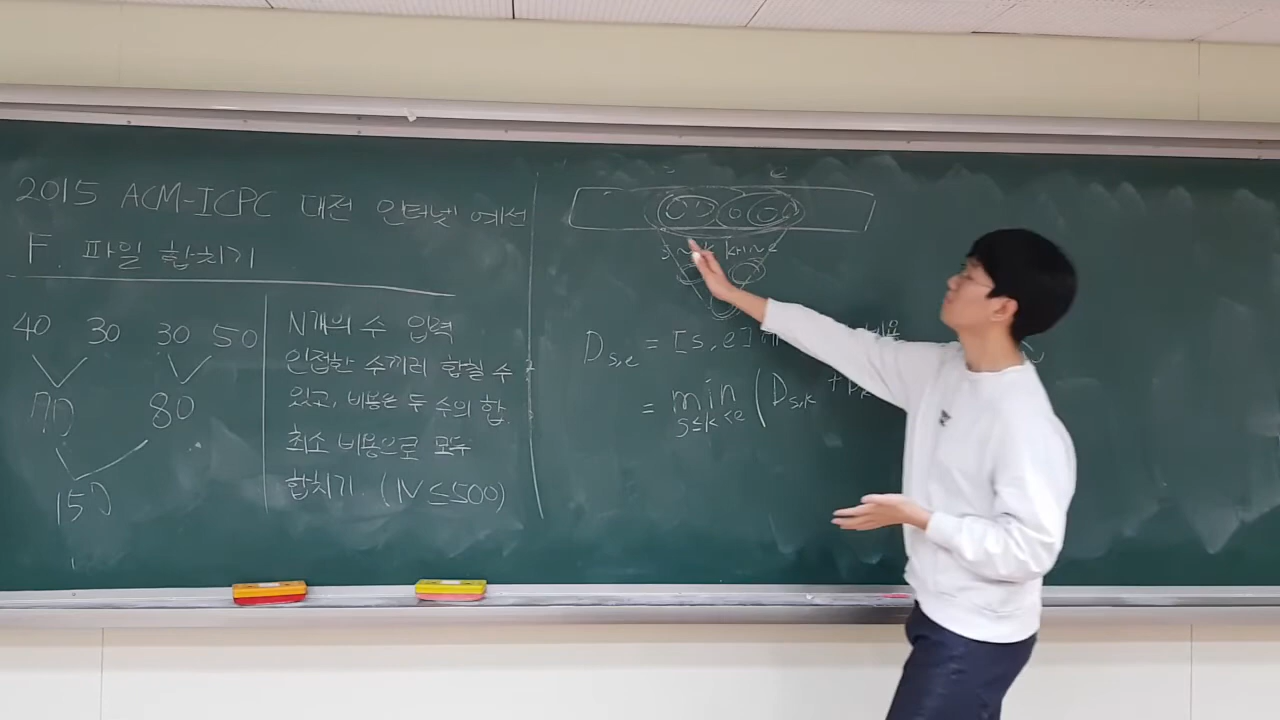 2015 ACM-ICPC 대전 인터넷 예선
F. 파일 합치기
40 30 30 50
70 80
150
N개의 수 입력
인접한 수끼리 합칠 수
있고, 비용은 두 수의 합.
최소 비용으로 모두
합치기. (N ≤500)
s e
s~k k+1~e
D s,e = [s,e] 비용
= min s≤k<e (D s,k +